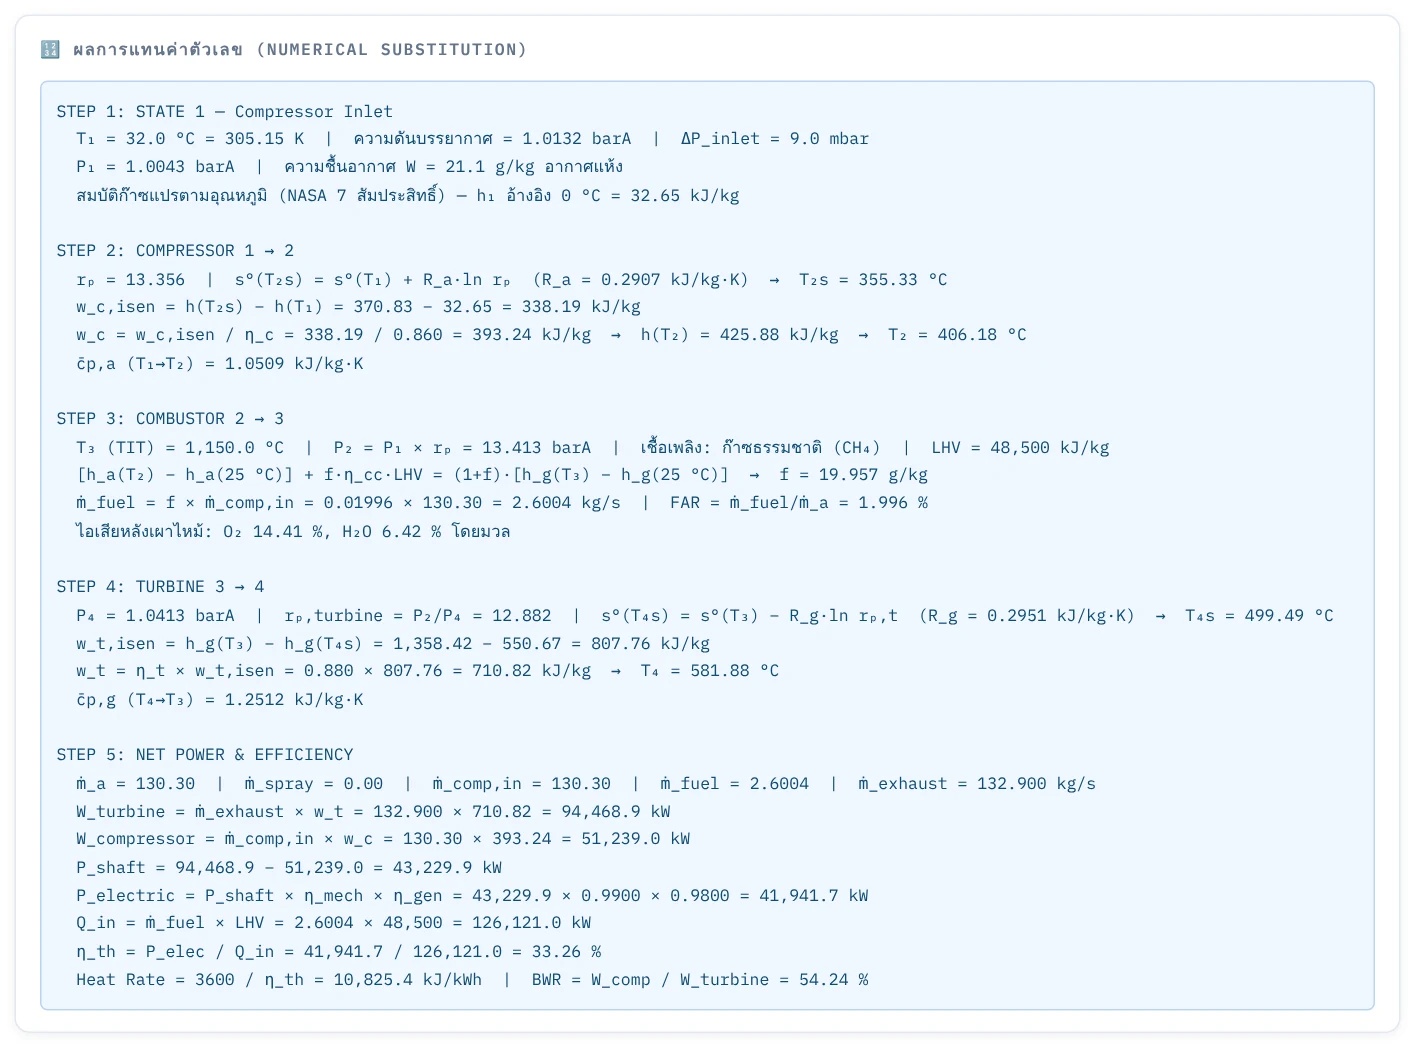 ผลการแทนค่าตัวเลข (NUMERICAL SUBSTITUTION)
STEP 1: STATE 1 — Compressor Inlet
T₁ = 32.0 °C = 305.15 K | ความดันบรรยากาศ = 1.0132 barA | ΔP_inlet = 9.0 mbar
P₁ = 1.0043 barA | ความชื้นอากาศ W = 21.1 g/kg อากาศแห้ง
สมบัติก๊าซแปรตามอุณหภูมิ (NASA 7 สัมประสิทธิ์) — h₁ อ้างอิง 0 °C = 32.65 kJ/kg
STEP 2: COMPRESSOR 1 → 2
rₚ = 13.356 | s°(T₂s) = s°(T₁) + R_a·ln rₚ (R_a = 0.2907 kJ/kg·K) → T₂s = 355.33 °C
w_c,isen = h(T₂s) − h(T₁) = 370.83 − 32.65 = 338.19 kJ/kg
w_c = w_c,isen / η_c = 338.19 / 0.860 = 393.24 kJ/kg → h(T₂) = 425.88 kJ/kg → T₂ = 406.18 °C
c̄p,a (T₁→T₂) = 1.0509 kJ/kg·K
STEP 3: COMBUSTOR 2 → 3
T₃ (TIT) = 1,150.0 °C | P₂ = P₁ × rₚ = 13.413 barA | เชื้อเพลิง: ก๊าซธรรมชาติ (CH₄) | LHV = 48,500 kJ/kg
[h_a(T₂) − h_a(25 °C)] + f·η_cc·LHV = (1+f)·[h_g(T₃) − h_g(25 °C)] → f = 19.957 g/kg
ṁ_fuel = f × ṁ_comp,in = 0.01996 × 130.30 = 2.6004 kg/s | FAR = ṁ_fuel/ṁ_a = 1.996 %
ไอเสียหลังเผาไหม้: O₂ 14.41 %, H₂O 6.42 % โดยมวล
STEP 4: TURBINE 3 → 4
P₄ = 1.0413 barA | rₚ,turbine = P₂/P₄ = 12.882 | s°(T₄s) = s°(T₃) − R_g·ln rₚ,t (R_g = 0.2951 kJ/kg·K) → T₄s = 499.49 °C
w_t,isen = h_g(T₃) − h_g(T₄s) = 1,358.42 − 550.67 = 807.76 kJ/kg
w_t = η_t × w_t,isen = 0.880 × 807.76 = 710.82 kJ/kg → T₄ = 581.88 °C
c̄p,g (T₄→T₃) = 1.2512 kJ/kg·K
STEP 5: NET POWER & EFFICIENCY
ṁ_a = 130.30 | ṁ_spray = 0.00 | ṁ_comp,in = 130.30 | ṁ_fuel = 2.6004 | ṁ_exhaust = 132.900 kg/s
W_turbine = ṁ_exhaust × w_t = 132.900 × 710.82 = 94,468.9 kW
W_compressor = ṁ_comp,in × w_c = 130.30 × 393.24 = 51,239.0 kW
P_shaft = 94,468.9 − 51,239.0 = 43,229.9 kW
P_electric = P_shaft × η_mech × η_gen = 43,229.9 × 0.9900 × 0.9800 = 41,941.7 kW
Q_in = ṁ_fuel × LHV = 2.6004 × 48,500 = 126,121.0 kW
η_th = P_elec / Q_in = 41,941.7 / 126,121.0 = 33.26 %
Heat Rate = 3600 / η_th = 10,825.4 kJ/kWh | BWR = W_comp / W_turbine = 54.24 %